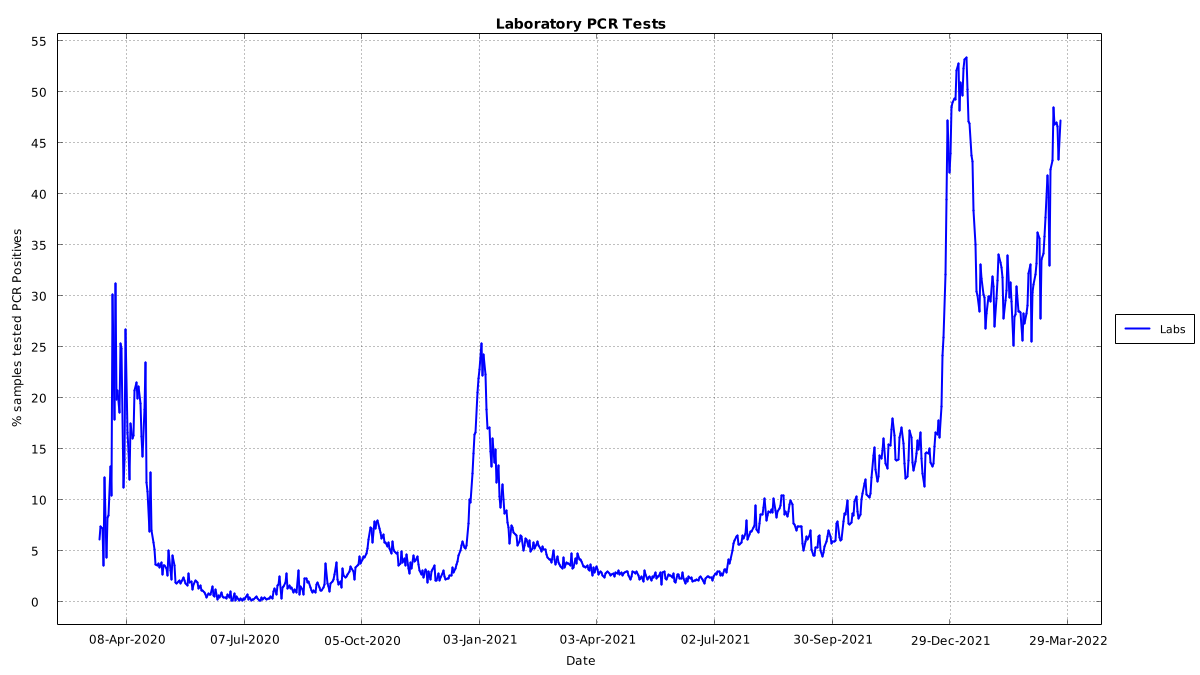 Laboratory PCR Tests
% samples tested PCR Positives
55
50
45
40
35
30
25
20
15
10
5
0
08-Apr-2020 07-Jul-2020 05-Oct-2020 03-Jan-2021 03-Apr-2021 02-Jul-2021 30-Sep-2021 29-Dec-2021 29-Mar-2022
Date
Labs